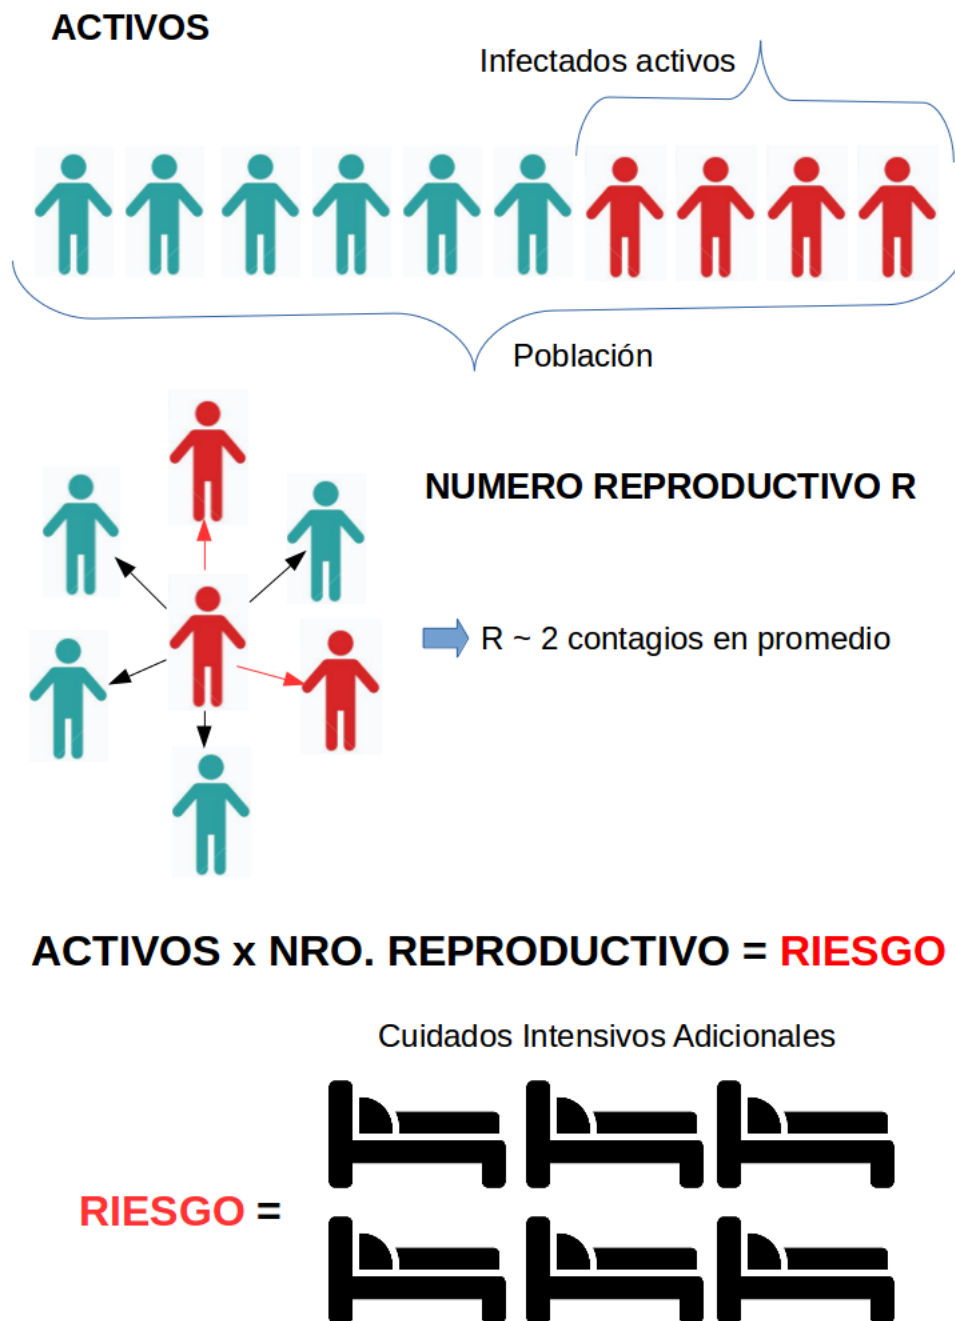 ACTIVOS
Infectados activos
Población
NUMERO REPRODUCTIVO R
R ~ 2 contagios en promedio
ACTIVOS x NRO. REPRODUCTIVO = RIESGO
Cuidados Intensivos Adicionales
RIESGO =